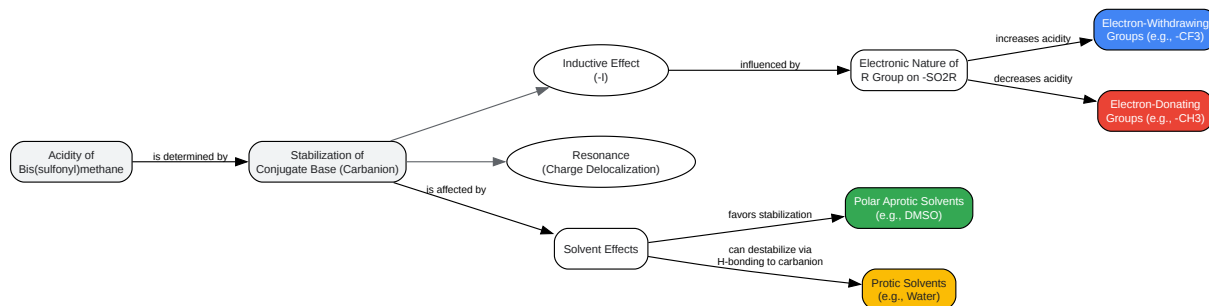 Acidity of
Bis(sulfonyl)methane
is determined by
Stabilization of
Conjugate Base (Carbanion)
Inductive Effect
(-I)
influenced by
Electronic Nature of
R Group on -SO2R
increases acidity
Electron-Withdrawing
Groups (e.g., -CF3)
decreases acidity
Electron-Donating
Groups (e.g., -CH3)
Resonance
(Charge Delocalization)
is affected by
Solvent Effects
favors stabilization
Polar Aprotic Solvents
(e.g., DMSO)
can destabilize via
H-bonding to carbanion
Protic Solvents
(e.g., Water)